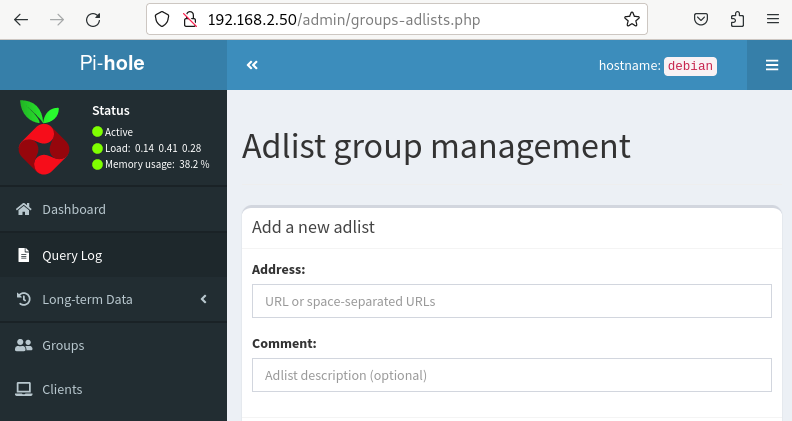 192.168.2.50/admin/groups-adlists.php
Pi-hole
hostname: debian
Status
Active
Load: 0.14 0.41 0.28
Memory usage: 38.2 %
Dashboard
Query Log
Long-term Data
Groups
Clients
Adlist group management
Add a new adlist
Address:
URL or space-separated URLs
Comment:
Adlist description (optional)